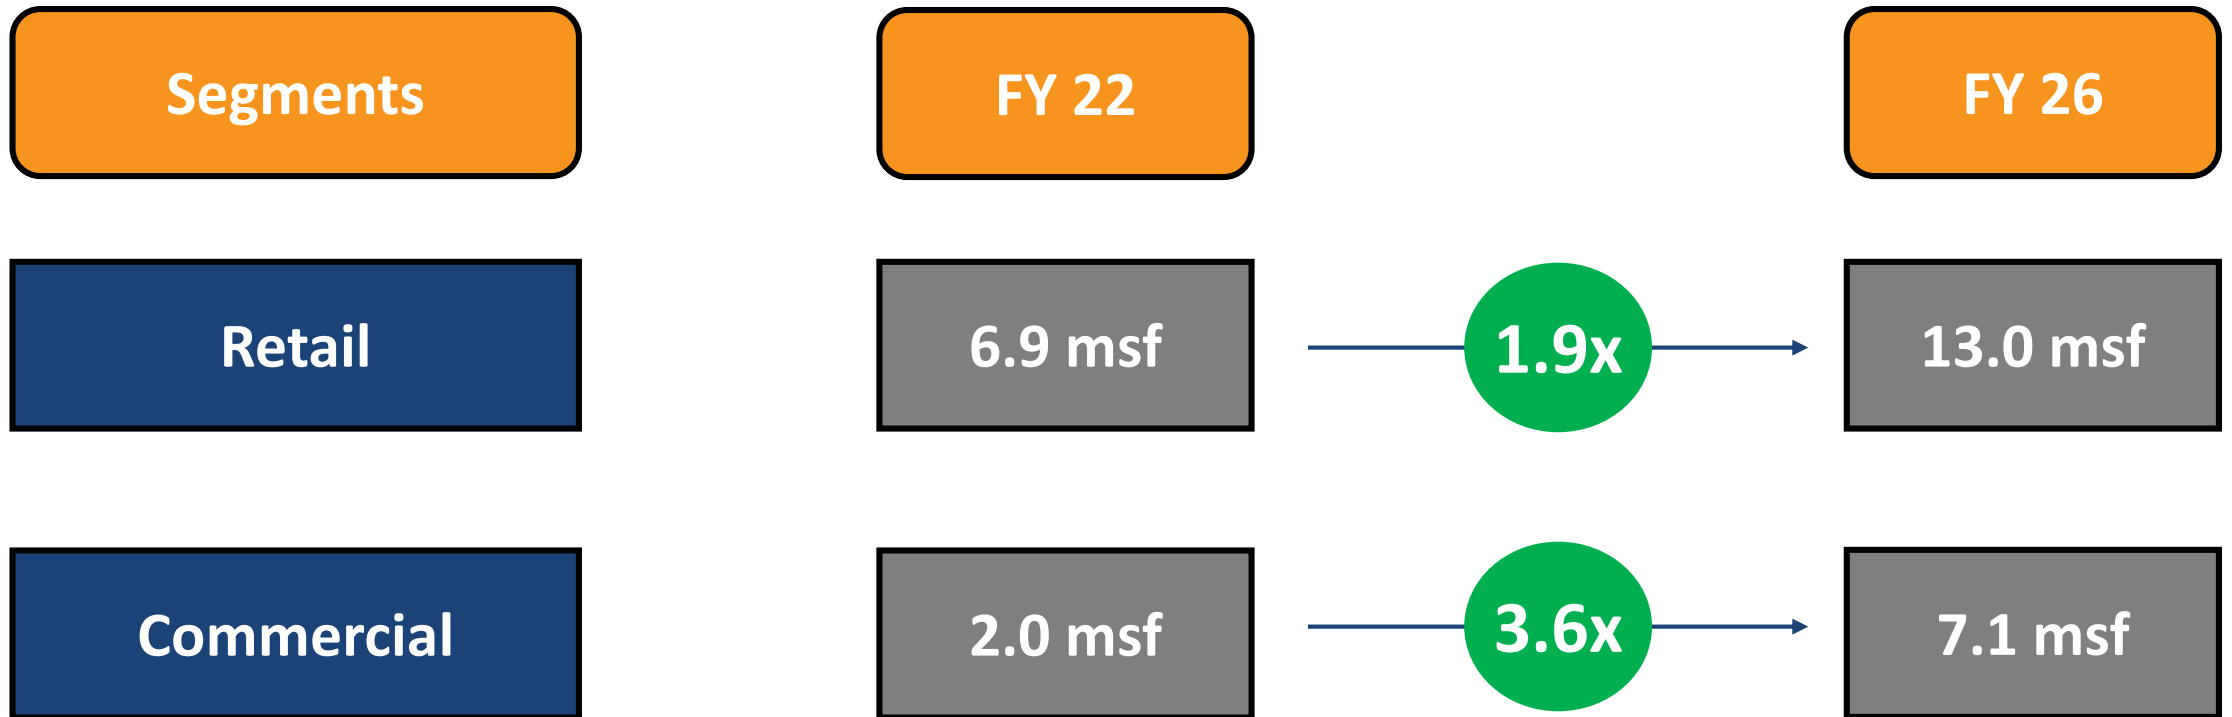 Segments
FY 22
FY 26
Retail
6.9 msf
1.9x
13.0 msf
Commercial
2.0 msf
3.6x
7.1 msf